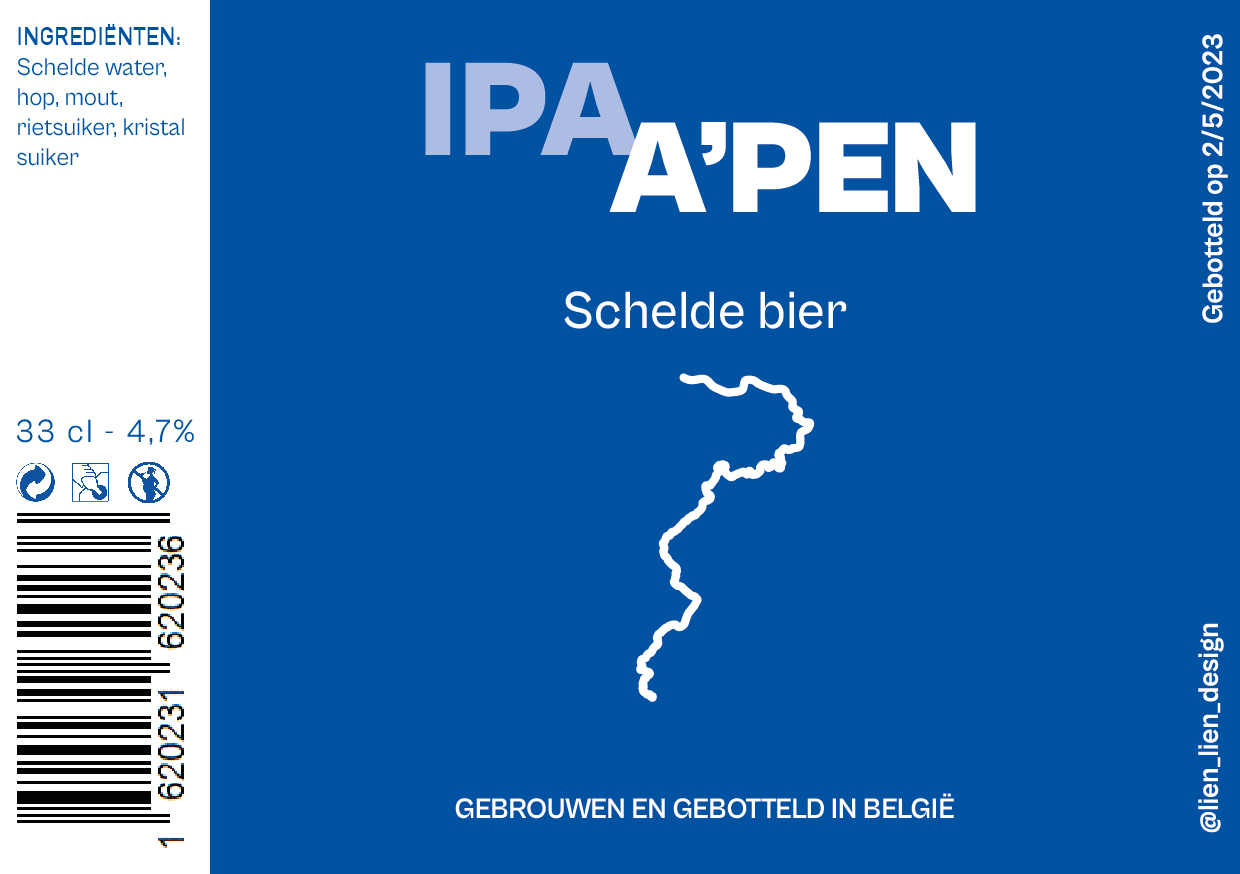 INGREDIËNTEN:
Schelde water,
hop, mout,
rietsuiker, kristal
suiker
33 cl - 4,7%
1 620231 620236
IPA
A’PEN
Schelde bier
GEBROUWEN EN GEBOTTELD IN BELGIË
Gebotteld op 2/5/2023
@lien_lien_design